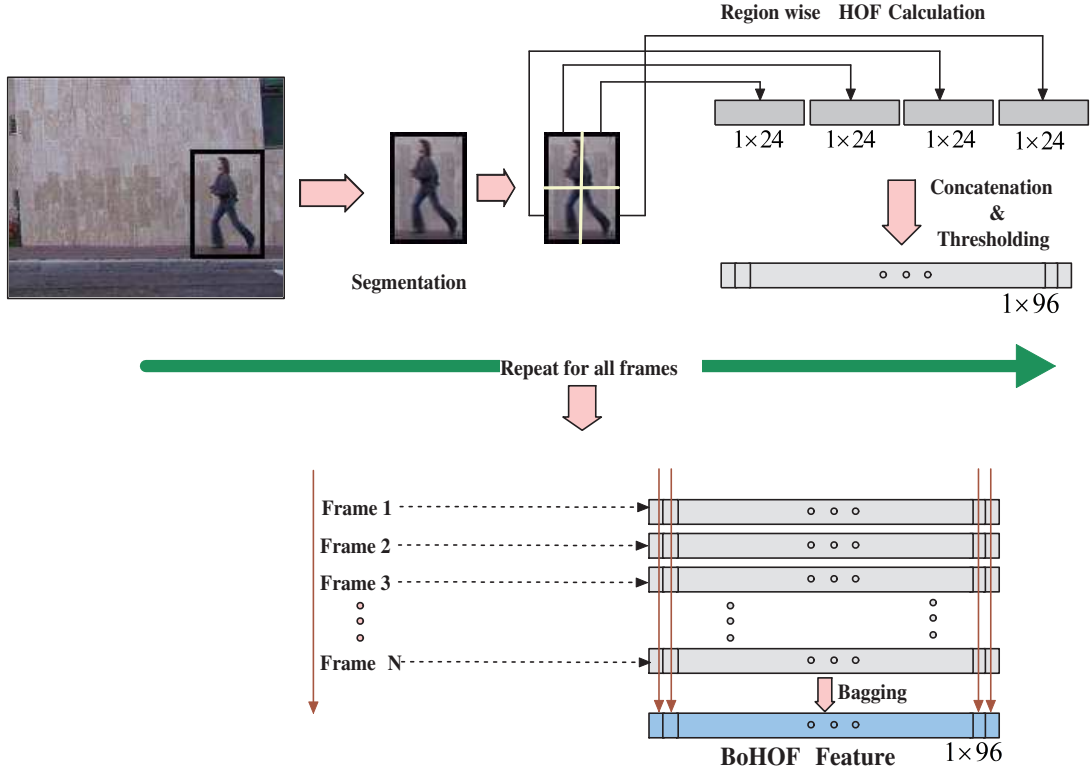 Region wise HOF Calculation
1×24 1×24 1×24 1×24
Segmentation
Concatenation
&
Thresholding
1×96
Repeat for all frames
Frame 1
Frame 2
Frame 3
Frame N
Bagging
BoHOF Feature 1×96